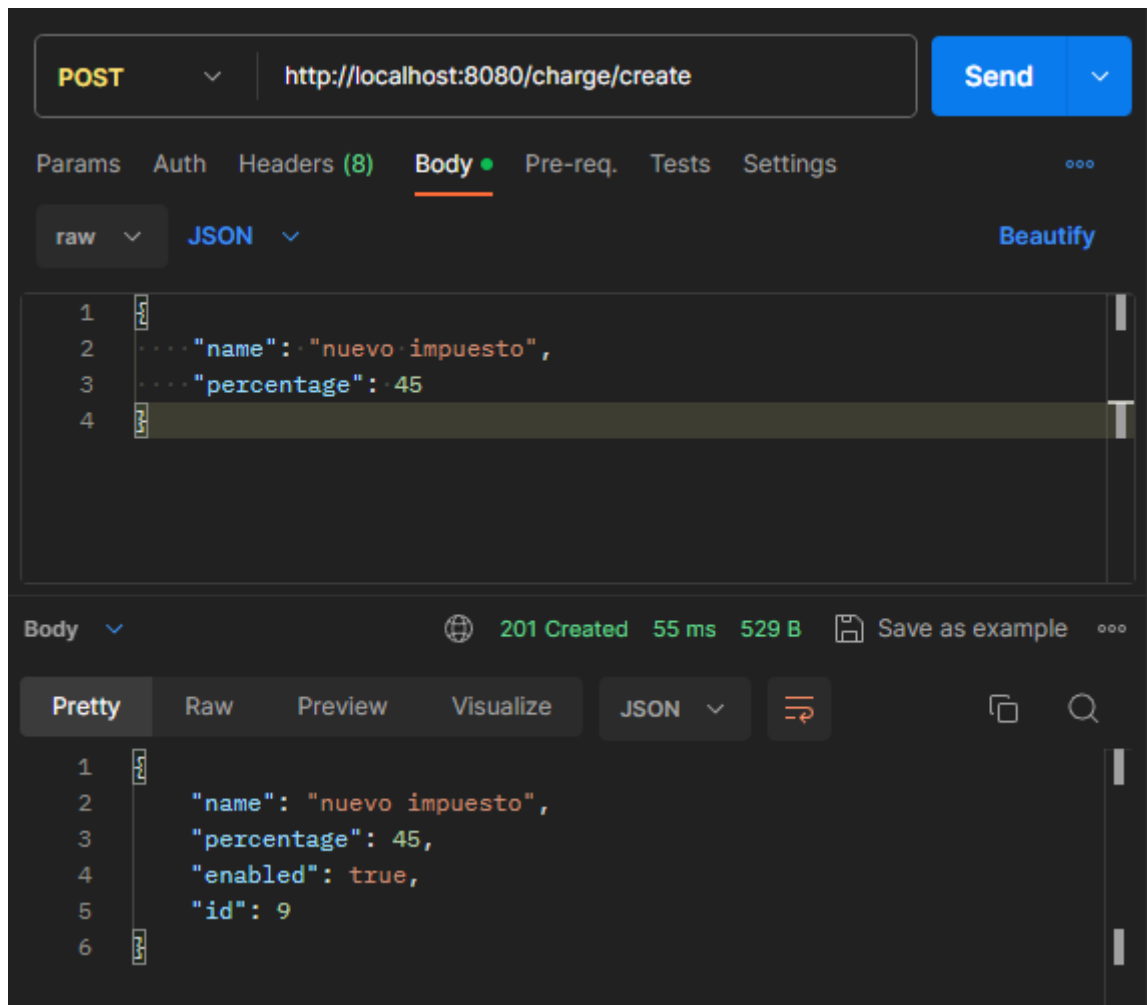 POST http://localhost:8080/charge/create Send
Params Auth Headers (8) Body Pre-req. Tests Settings
raw JSON Beautify
1 {
2 "name": "nuevo impuesto",
3 "percentage": 45
4 }
Body 201 Created 55 ms 529 B Save as example
Pretty Raw Preview Visualize JSON
1 {
2 "name": "nuevo impuesto",
3 "percentage": 45,
4 "enabled": true,
5 "id": 9
6 }